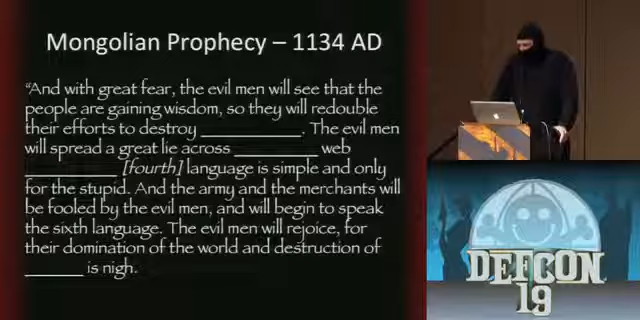 Mongolian Prophecy – 1134 AD
“And with great fear, the evil men will see that the
people are gaining wisdom, so they will redouble
their efforts to destroy ___________. The evil men
will spread a great lie across __________ web
___________ [fourth] language is simple and only
for the stupid. And the army and the merchants will
be fooled by the evil men, and will begin to speak
the sixth language. The evil men will rejoice, for
their domination of the world and destruction of
_______ is nigh.
DEFCON
19